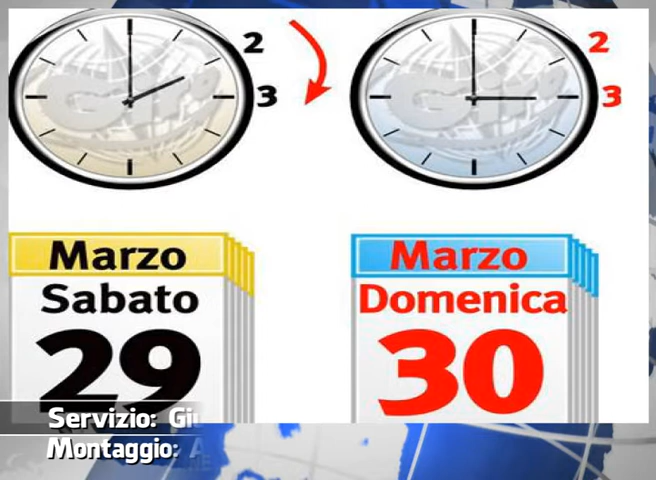 2
3
2
3
Marzo
Sabato
29
Marzo
Domenica
30
Servizio:
Montaggio: